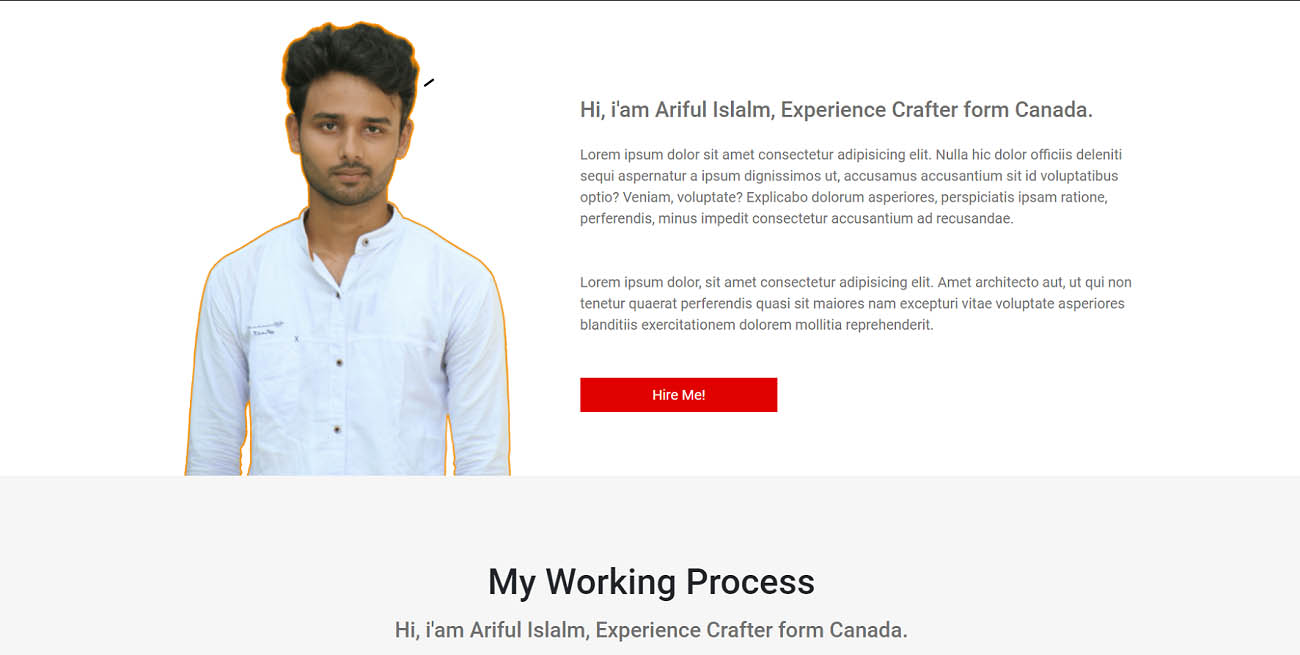 Hi, i'am Ariful Islalm, Experience Crafter form Canada.
Lorem ipsum dolor sit amet consectetur adipisicing elit. Nulla hic dolor officiis deleniti
sequi aspernatur a ipsum dignissimos ut, accusamus accusantium sit id voluptatibus
optio? Veniam, voluptate? Explicabo dolorum asperiores, perspiciatis ipsam ratione,
perferendis, minus impedit consectetur accusantium ad recusandae.
Lorem ipsum dolor, sit amet consectetur adipisicing elit. Amet architecto aut, ut qui non
tenetur quaerat perferendis quasi sit maiores nam excepturi vitae voluptate asperiores
blanditiis exercitationem dolorem mollitia reprehenderit.
Hire Me!
My Working Process
Hi, i'am Ariful Islalm, Experience Crafter form Canada.